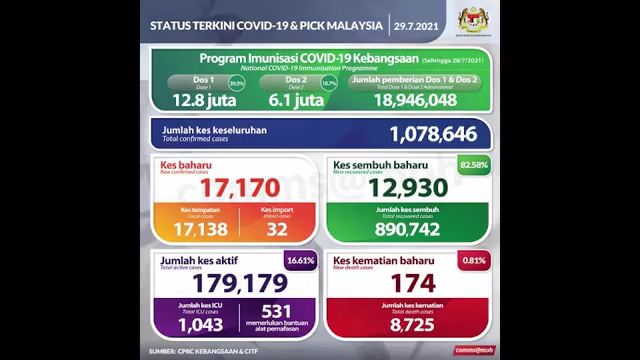 STATUS TERKINI COVID-19 & PICK MALAYSIA | 29.7.2021
Program Imunisasi COVID-19 Kebangsaan (Sehingga 28/7/2021)
National COVID-19 Immunisation Programme
Dos 1
Dose 1
39.3%
12.8 juta
Dos 2
Dose 2
18.7%
6.1 juta
Jumlah pemberian Dos 1 & Dos 2
Total Dose 1 & Dose 2 Administered
18,946,048
Jumlah kes keseluruhan
Total confirmed cases
1,078,646
Kes baharu
New confirmed cases
17,170
Kes tempatan
Local cases
17,138
Kes import
Import cases
32
Kes sembuh baharu
New recovered cases
82.58%
12,930
Jumlah kes sembuh
Total recovered cases
890,742
Jumlah kes aktif
Total active cases
16.61%
179,179
Jumlah kes ICU
Total ICU cases
1,043
531
memerlukan bantuan
alat pernafasan
Kes kematian baharu
New death cases
0.81%
174
Jumlah kes kematian
Total death cases
8,725
SUMBER: CPRC KEBANGSAAN & CITF
comms@moh